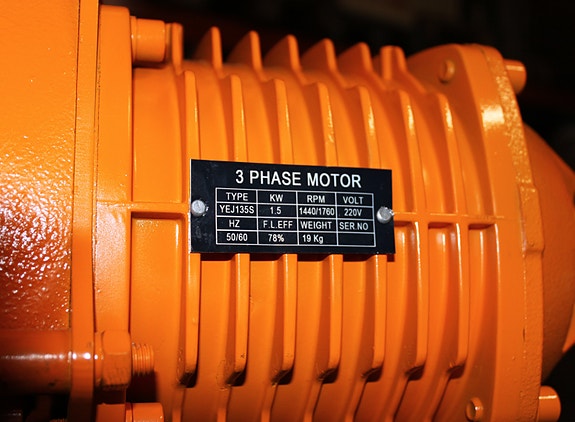 3 PHASE MOTOR
TYPE KW RPM VOLT
YEJ135S 1.5 1440/1760 220V
HZ F.L.EFF WEIGHT SER.NO
50/60 78% 19 Kg